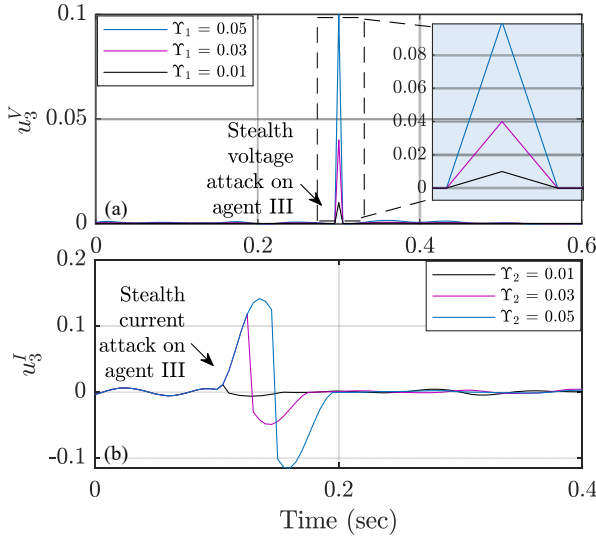 0.1
0.05
0
u_3^V
ϒ₁ = 0.05
ϒ₁ = 0.03
ϒ₁ = 0.01
Stealth
voltage
attack on
agent III
(a)
0.08
0.06
0.04
0.02
0
0
0.2
0.4
0.6
0.2
0.1
0
-0.1
u_3^I
ϒ₂ = 0.01
ϒ₂ = 0.03
ϒ₂ = 0.05
Stealth
current
attack on
agent III
(b)
0
0.2
0.4
Time (sec)